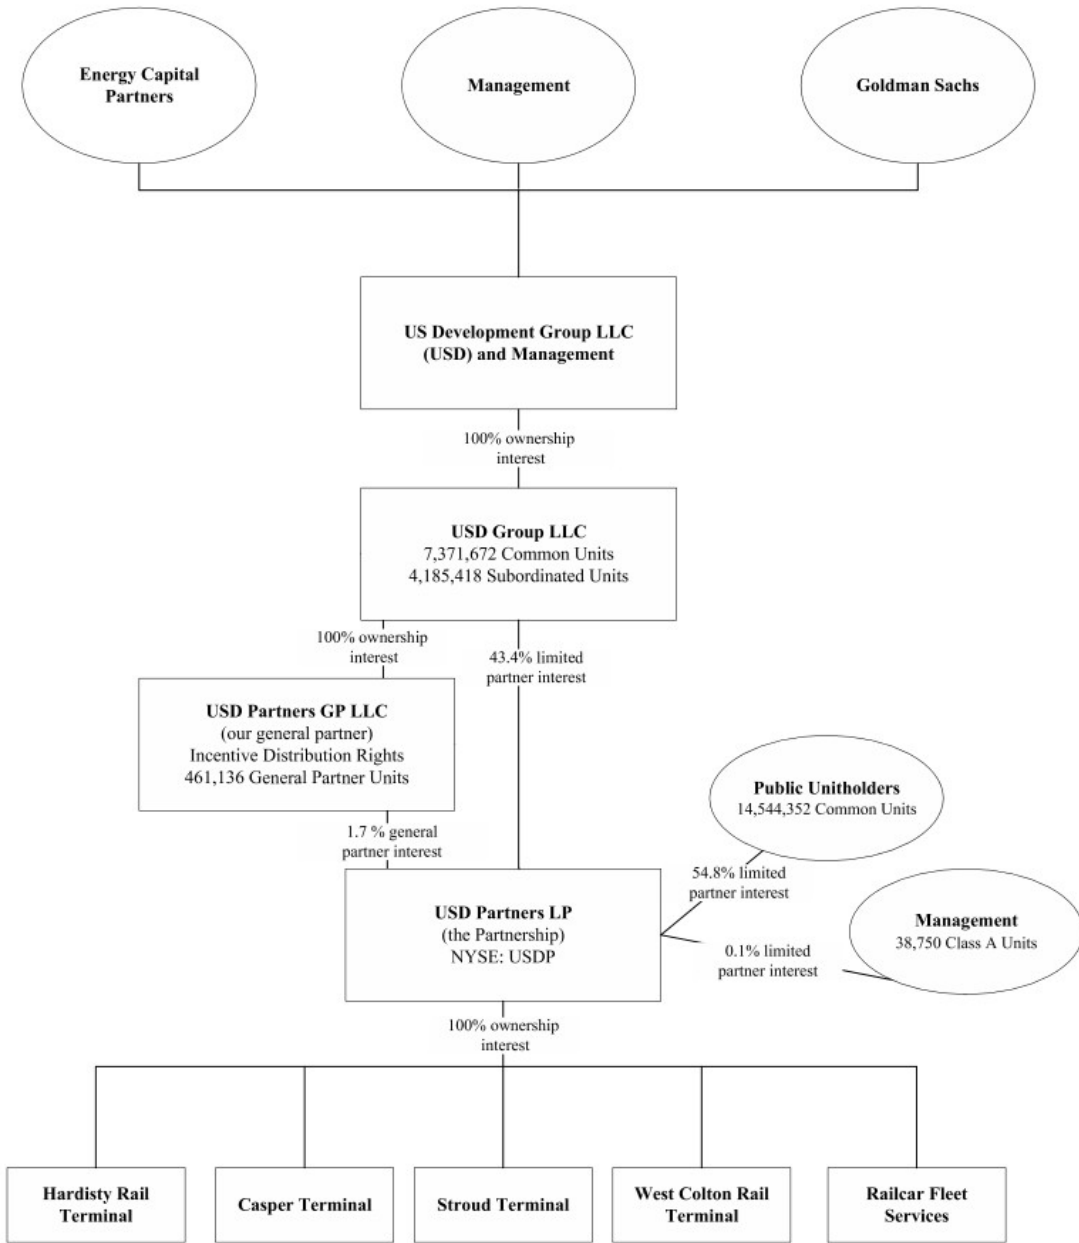 Energy Capital
Partners
Management
Goldman Sachs
US Development Group LLC
(USD) and Management
100% ownership
interest
USD Group LLC
7,371,672 Common Units
4,185,418 Subordinated Units
100% ownership
interest
43.4% limited
partner interest
USD Partners GP LLC
(our general partner)
Incentive Distribution Rights
461,136 General Partner Units
Public Unitholders
14,544,352 Common Units
1.7 % general
partner interest
54.8% limited
partner interest
USD Partners LP
(the Partnership)
NYSE: USDP
Management
38,750 Class A Units
0.1% limited
partner interest
100% ownership
interest
Hardisty Rail
Terminal
Casper Terminal
Stroud Terminal
West Colton Rail
Terminal
Railcar Fleet
Services